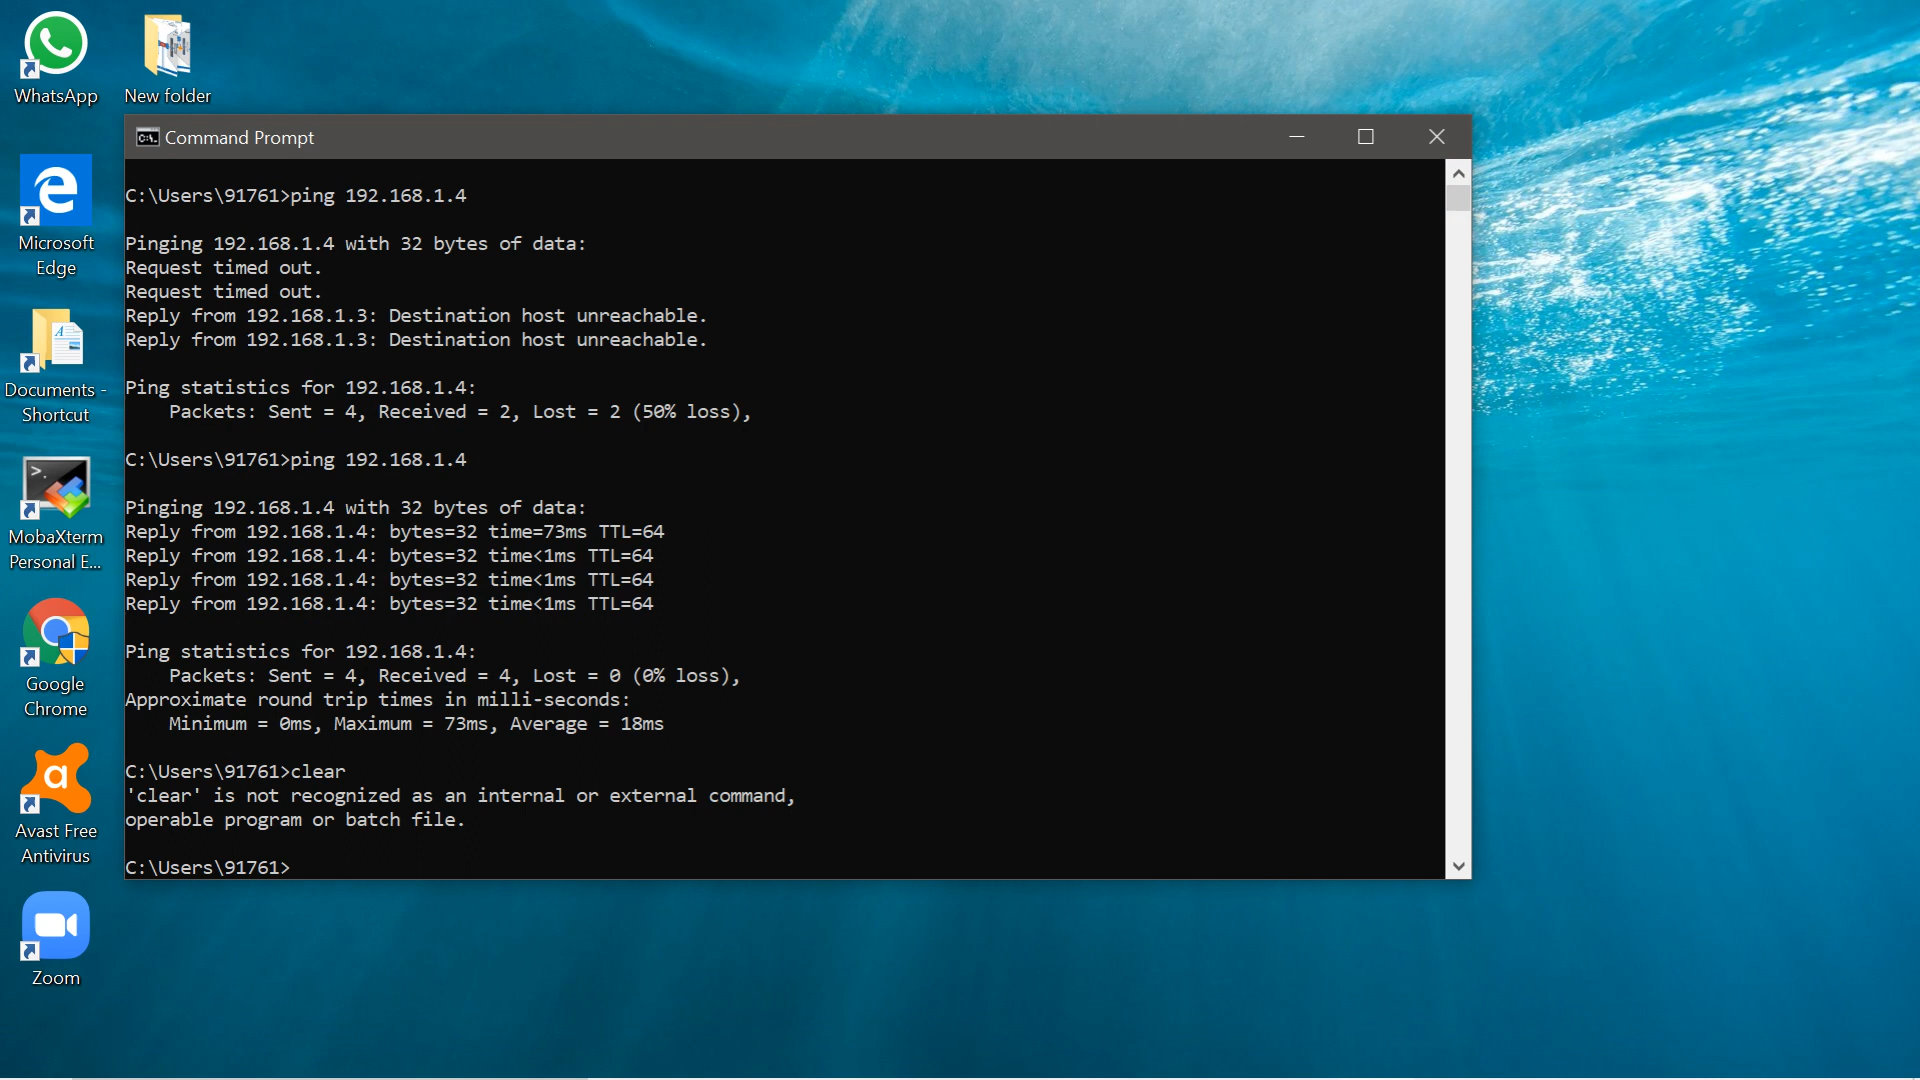 WhatsApp
New folder
Microsoft
Edge
Documents -
Shortcut
MobaXterm
Personal E...
Google
Chrome
Avast Free
Antivirus
Zoom
Command Prompt
C:\Users\91761>ping 192.168.1.4
Pinging 192.168.1.4 with 32 bytes of data:
Request timed out.
Request timed out.
Reply from 192.168.1.3: Destination host unreachable.
Reply from 192.168.1.3: Destination host unreachable.
Ping statistics for 192.168.1.4:
    Packets: Sent = 4, Received = 2, Lost = 2 (50% loss),
C:\Users\91761>ping 192.168.1.4
Pinging 192.168.1.4 with 32 bytes of data:
Reply from 192.168.1.4: bytes=32 time=73ms TTL=64
Reply from 192.168.1.4: bytes=32 time<1ms TTL=64
Reply from 192.168.1.4: bytes=32 time<1ms TTL=64
Reply from 192.168.1.4: bytes=32 time<1ms TTL=64
Ping statistics for 192.168.1.4:
    Packets: Sent = 4, Received = 4, Lost = 0 (0% loss),
Approximate round trip times in milli-seconds:
    Minimum = 0ms, Maximum = 73ms, Average = 18ms
C:\Users\91761>clear
'clear' is not recognized as an internal or external command,
operable program or batch file.
C:\Users\91761>